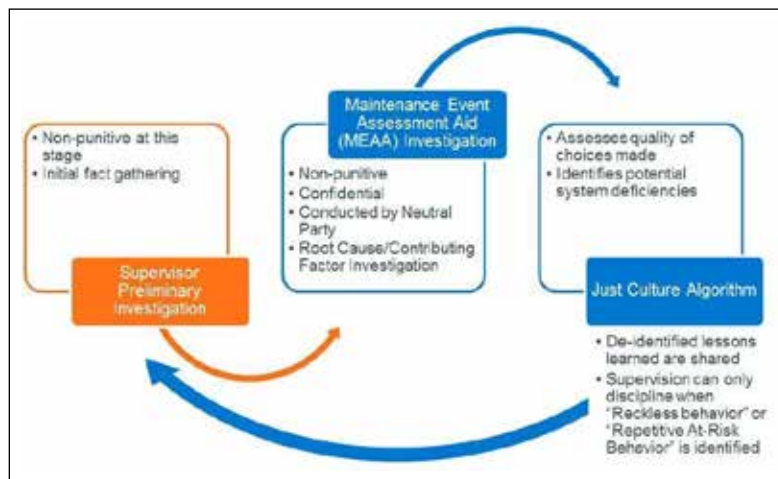 Non-punitive at this
stage
Initial fact gathering
Supervisor
Preliminary
Investigation
Maintenance Event
Assessment Aid
(MEAA) Investigation
Non-punitive
Confidential
Conducted by Neutral
Party
Root Cause/Contributing
Factor Investigation
Assesses quality of
choices made
Identifies potential
system deficiencies
Just Culture Algorithm
De-identified lessons
learned are shared
Supervision can only
discipline when
"Reckless behavior" or
"Repetitive At-Risk
Behavior" is identified